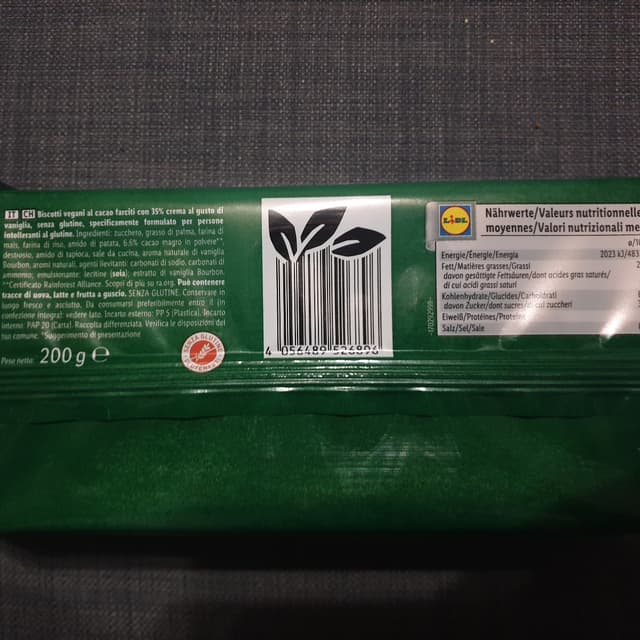 IT CH Biscotti vegani al cacao farciti con 35% crema al gusto di
vaniglia, senza glutine, specificamente formulato per persone
intolleranti al glutine. Ingredienti: zucchero, grasso di palma, farina di
mais, farina di riso, amido di patata, 6,6% cacao magro in polvere**,
destrosio, amido di tapioca, sale da cucina, aroma naturale di vaniglia
Bourbon, aromi naturali, agenti lievitanti: carbonati di sodio, carbonati di
ammonio, emulsionante: lecitine (soia); estratto di vaniglia Bourbon.
**Certificato Rainforest Alliance. Scopri di più su ra.org. Può contenere
tracce di uova, latte e frutta a guscio. SENZA GLUTINE. Conservare in
luogo fresco e asciutto. Da consumarsi preferibilmente entro il (in
confezione integra): vedere lato. Incarto esterno: PP 5 (Plastica). Incarto
interno: PAP 20 (Carta). Raccolta differenziata. Verifica le disposizioni del
tuo comune. *Suggerimento di presentazione
Peso netto: 200 g ℮
SENZA GLUTINE
4 056489 526896
LIDL
Nährwerte/Valeurs nutritionnelle
moyennes/Valori nutrizionali me
ø/10
Energie/Énergie/Energia 2023 kJ/483
Fett/Matières grasses/Grassi 2
davon gesättigte Fettsäuren/dont acides gras saturés/
di cui acidi grassi saturi
Kohlenhydrate/Glucides/Carboidrati
davon Zucker/dont sucres/di cui zuccheri
Eiweiß/Protéines/Proteine
Salz/Sel/Sale